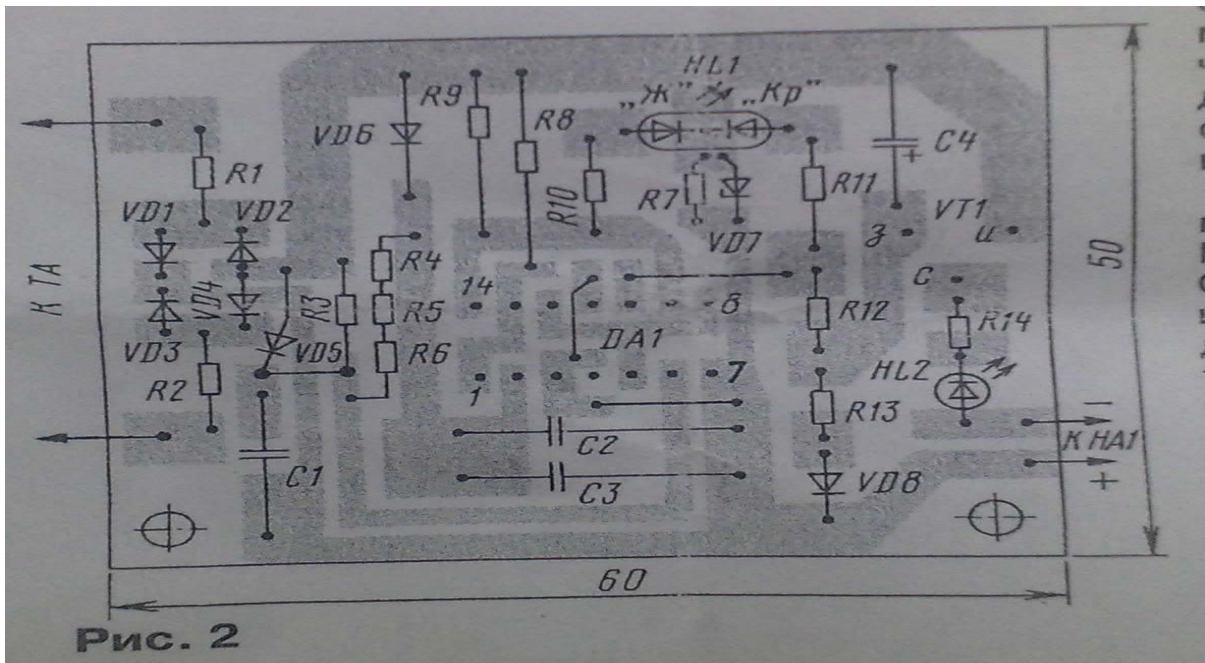 HL1
R9
„Ж"
„Кр"
R8
VD6
C4
R1
R10
R7
R11
VD1
VD2
VD7
VT1
з
и
R4
50
К ТА
14
8
с
VD4
R3
R5
DA1
R12
R14
VD3
VD5
R6
HL2
R2
1
7
R13
−
К НА1
C1
C2
+
C3
VD8
60
Рис. 2